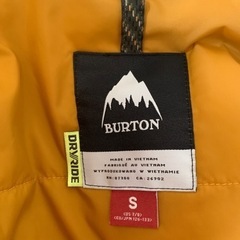 BURTON
DRYRIDE
MADE IN VIETNAM
FABRIQUÉ AU VIETNAM
WYPRODUKOWANO W WIETNAMIE
S